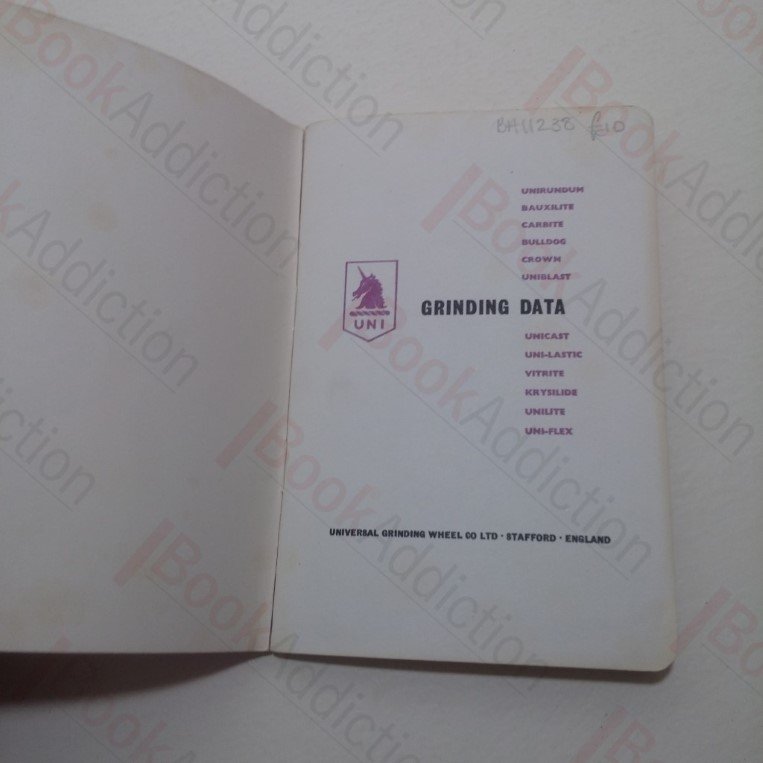 BH11238 £10
UNIRUNDUM
BAUXILITE
CARBITE
BULLDOG
CROWN
UNIBLAST
UNI
GRINDING DATA
UNICAST
UNI-LASTIC
VITRITE
KRYSILIDE
UNILITE
UNI-FLEX
UNIVERSAL GRINDING WHEEL CO LTD · STAFFORD · ENGLAND
BookAddiction